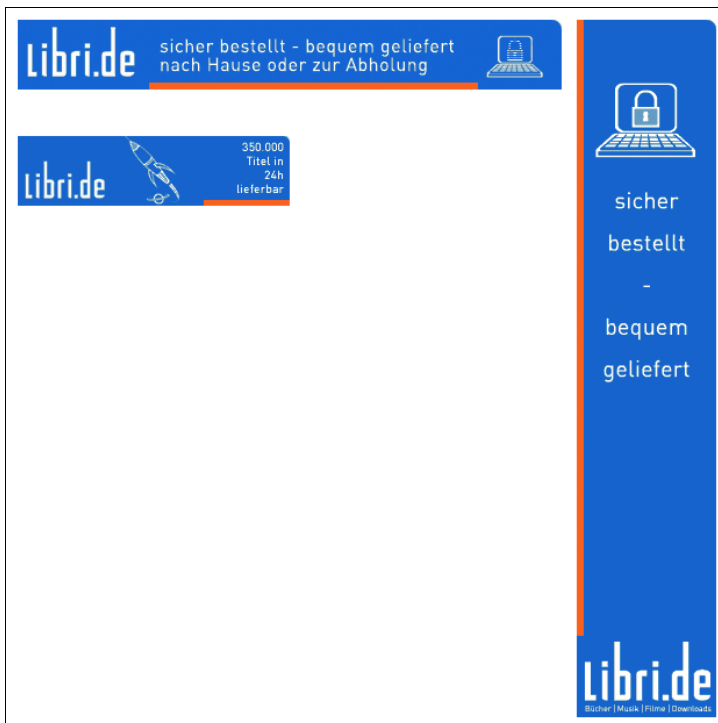 Libri.de
sicher bestellt - bequem geliefert
nach Hause oder zur Abholung
Libri.de
350.000
Titel in
24h
lieferbar
sicher
bestellt
-
bequem
geliefert
Libri.de
Bücher | Musik | Filme | Downloads